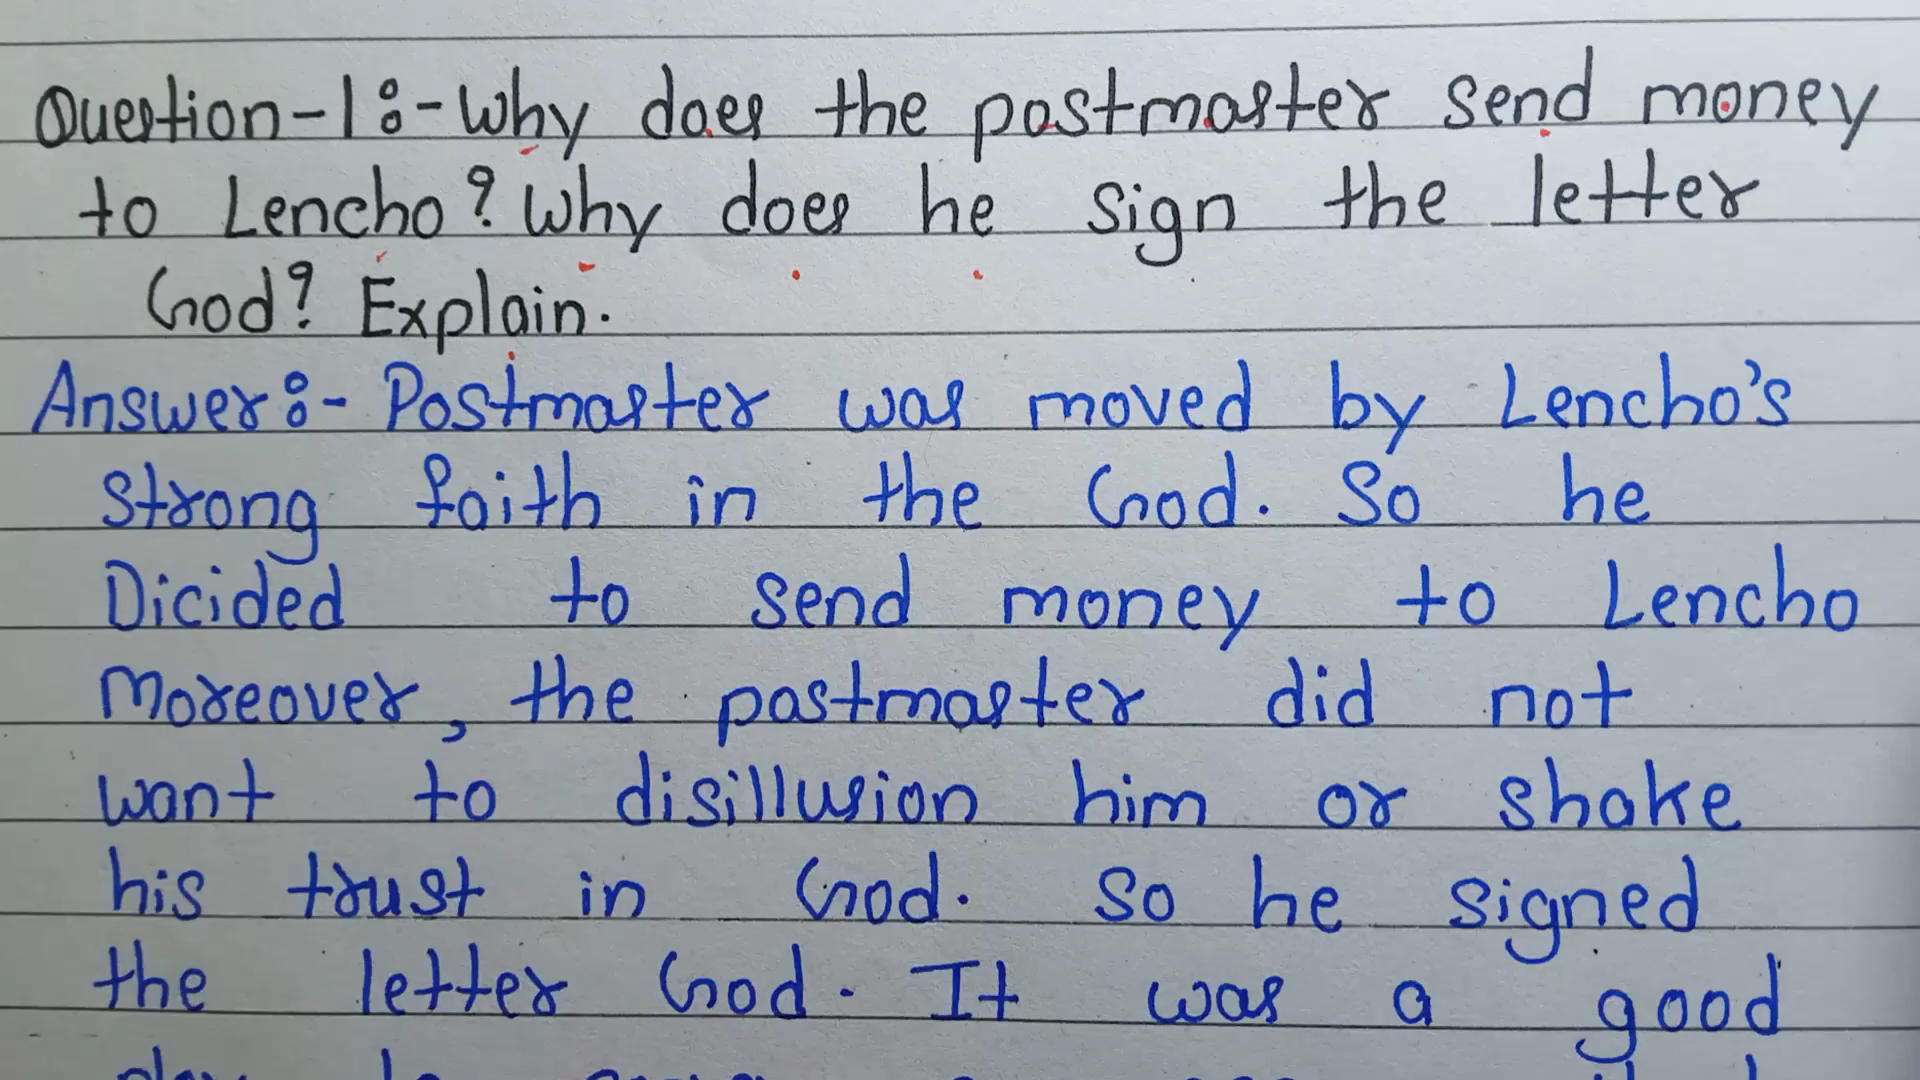 Question-1:-Why does the postmaster send money
to Lencho? Why does he sign the letter
God? Explain.
Answer:- Postmaster was moved by Lencho's
strong faith in the God. So he
Dicided to send money to Lencho
Moreover, the postmaster did not
want to disillusion him or shake
his trust in God. So he signed
the letter God. It was a good